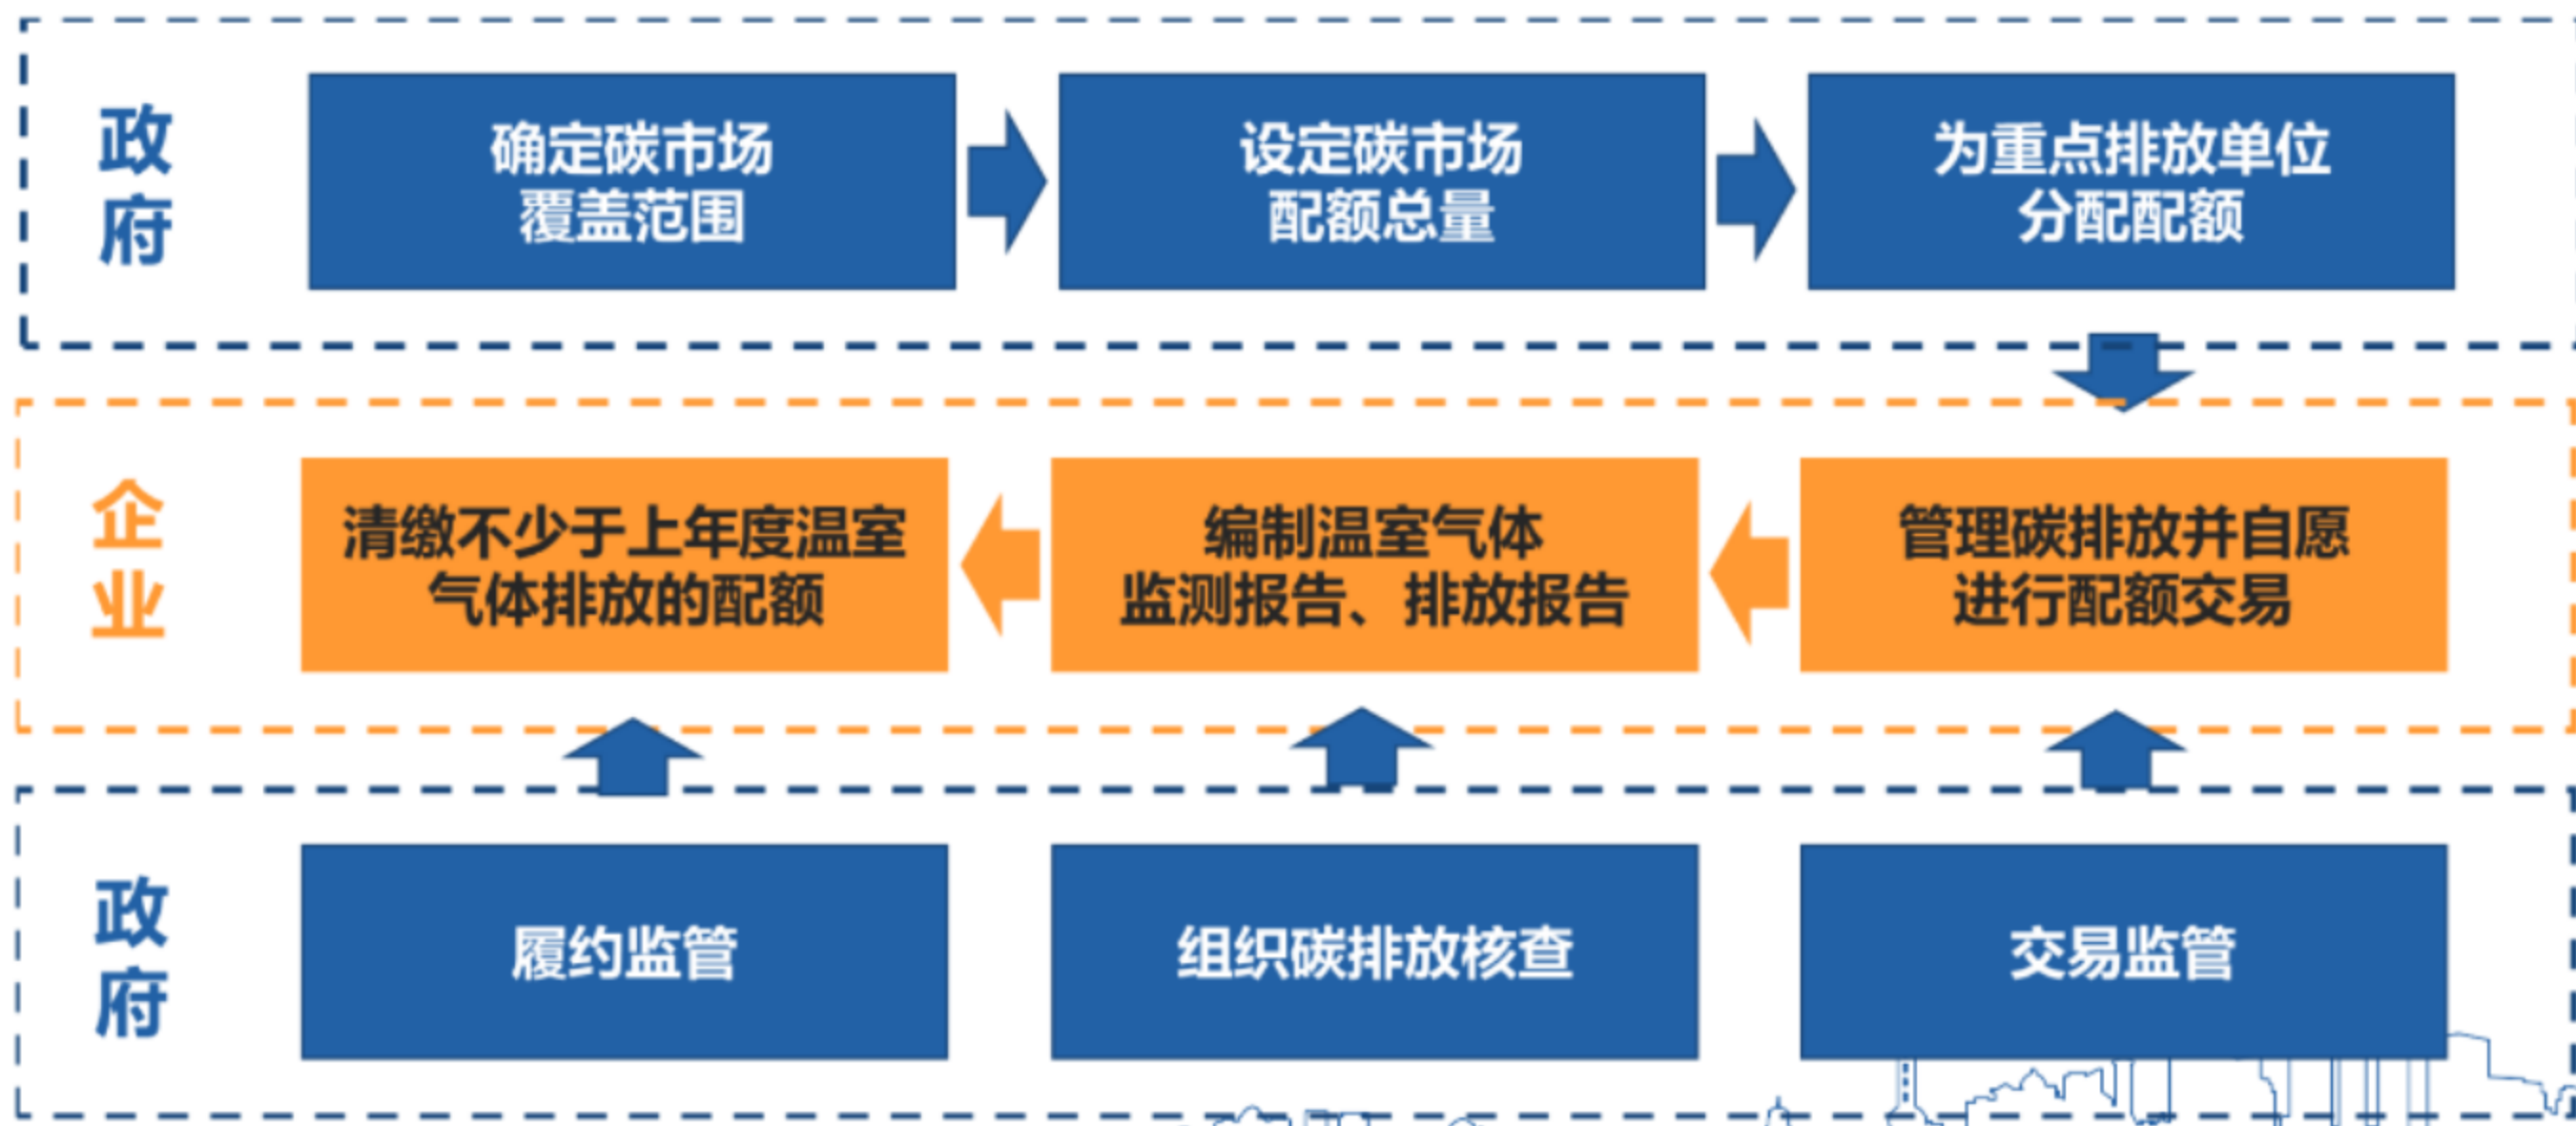 政府
确定碳市场
覆盖范围
设定碳市场
配额总量
为重点排放单位
分配配额
企业
清缴不少于上年度温室
气体排放的配额
编制温室气体
监测报告、排放报告
管理碳排放并自愿
进行配额交易
政府
履约监管
组织碳排放核查
交易监管